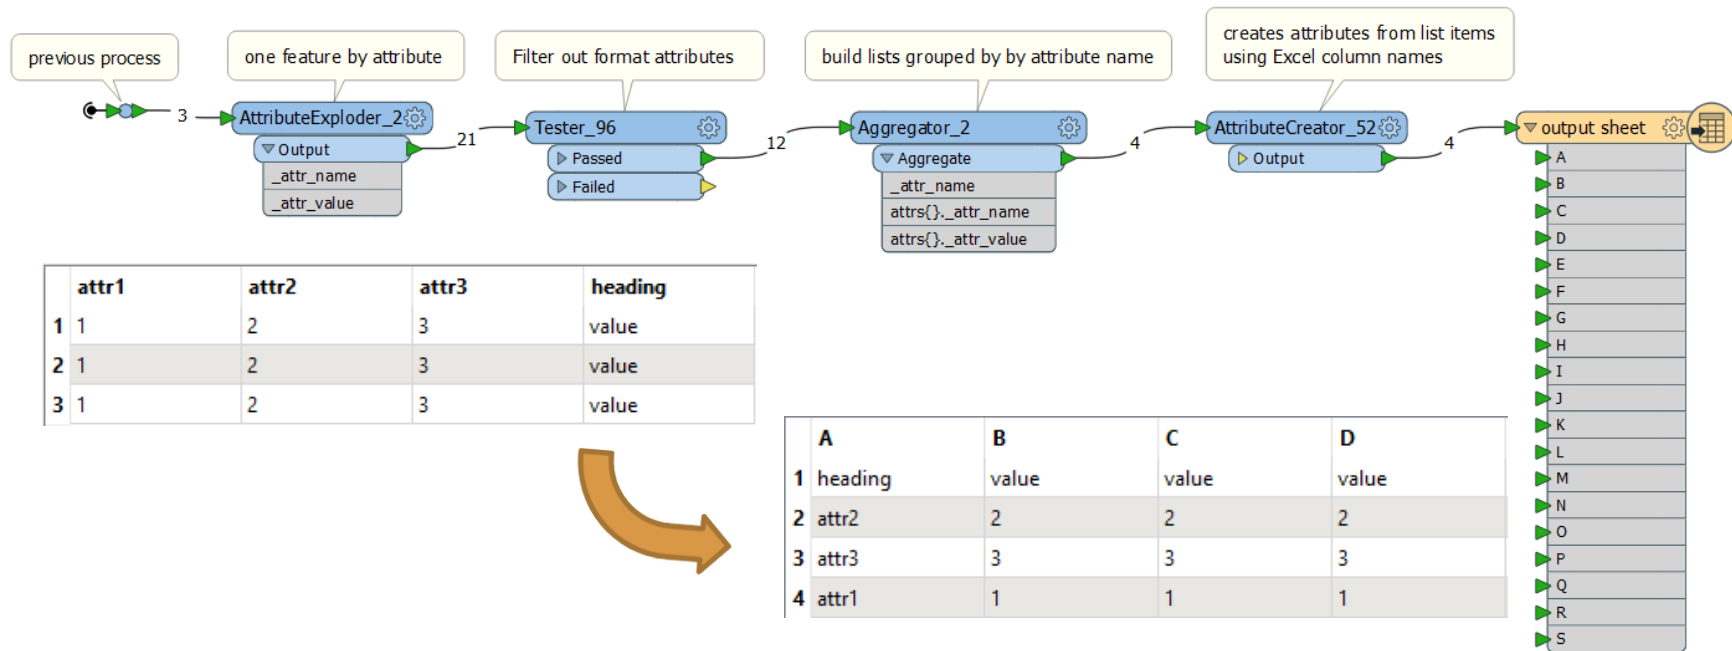 creates attributes from list items
using Excel column names
previous process
one feature by attribute
Filter out format attributes
build lists grouped by by attribute name
3
AttributeExploder_2
21
Tester_96
12
Aggregator_2
4
AttributeCreator_52
4
output sheet
Output
_attr_name
_attr_value
Passed
Failed
Aggregate
_attr_name
attrs{}._attr_name
attrs{}._attr_value
Output
A
B
C
D
E
F
G
H
I
J
K
L
M
N
O
P
Q
R
S
attr1 attr2 attr3 heading
1 1 2 3 value
2 1 2 3 value
3 1 2 3 value
A B C D
1 heading value value value
2 attr2 2 2 2
3 attr3 3 3 3
4 attr1 1 1 1